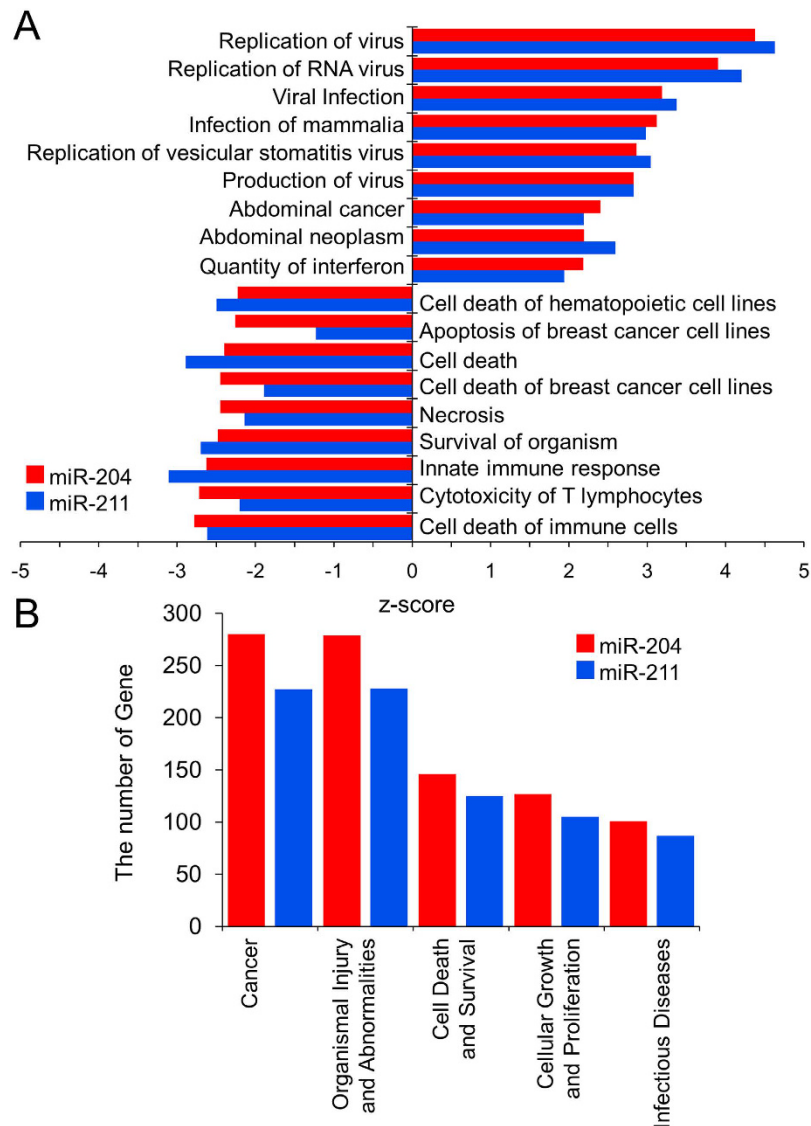 A
Replication of virus
Replication of RNA virus
Viral Infection
Infection of mammalia
Replication of vesicular stomatitis virus
Production of virus
Abdominal cancer
Abdominal neoplasm
Quantity of interferon
Cell death of hematopoietic cell lines
Apoptosis of breast cancer cell lines
Cell death
Cell death of breast cancer cell lines
Necrosis
Survival of organism
Innate immune response
Cytotoxicity of T lymphocytes
Cell death of immune cells
miR-204
miR-211
-5 -4 -3 -2 -1 0 1 2 3 4 5
z-score
B
The number of Gene
300
250
200
150
100
50
0
miR-204
miR-211
Cancer
Organismal Injury
and Abnormalities
Cell Death
and Survival
Cellular Growth
and Proliferation
Infectious Diseases